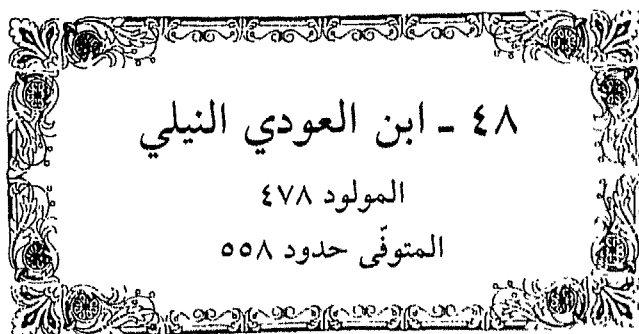 ٤٨ ـ ابن العودي النيلي
المولود ٤٧٨
المتوفّى حدود ٥٥٨